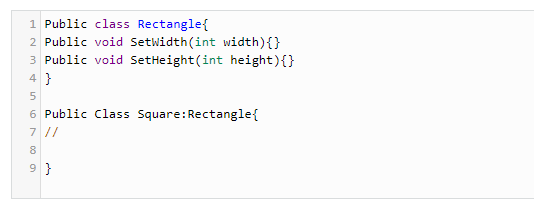 1 Public class Rectangle{
2 Public void SetWidth(int width){}
3 Public void SetHeight(int height){}
4 }
5
6 Public Class Square:Rectangle{
7 //
8
9 }